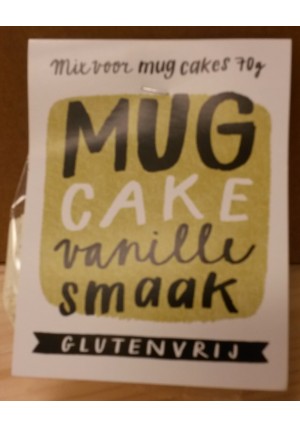 Mix voor mug cakes 70g
MUG
CAKE
vanille
smaak
GLUTENVRIJ